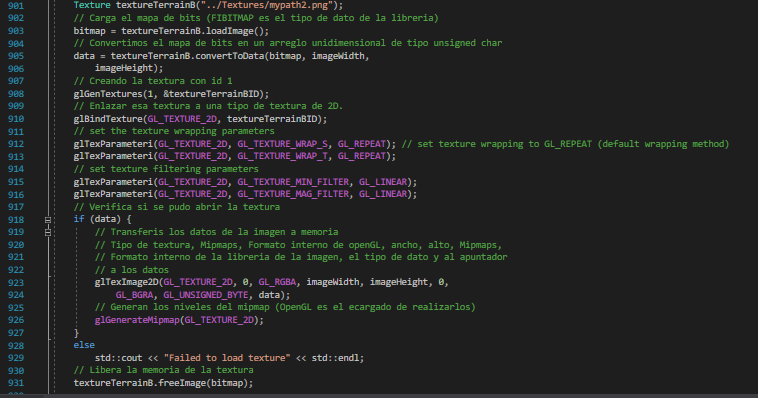 901 Texture textureTerrainB("../Textures/mypath2.png");
902 // Carga el mapa de bits (FIBITMAP es el tipo de dato de la libreria)
903 bitmap = textureTerrainB.loadImage();
904 // Convertimos el mapa de bits en un arreglo unidimensional de tipo unsigned char
905 data = textureTerrainB.convertToData(bitmap, imageWidth,
906 imageHeight);
907 // Creando la textura con id 1
908 glGenTextures(1, &textureTerrainBID);
909 // Enlazar esa textura a una tipo de textura de 2D.
910 glBindTexture(GL_TEXTURE_2D, textureTerrainBID);
911 // set the texture wrapping parameters
912 glTexParameteri(GL_TEXTURE_2D, GL_TEXTURE_WRAP_S, GL_REPEAT); // set texture wrapping to GL_REPEAT (default wrapping method)
913 glTexParameteri(GL_TEXTURE_2D, GL_TEXTURE_WRAP_T, GL_REPEAT);
914 // set texture filtering parameters
915 glTexParameteri(GL_TEXTURE_2D, GL_TEXTURE_MIN_FILTER, GL_LINEAR);
916 glTexParameteri(GL_TEXTURE_2D, GL_TEXTURE_MAG_FILTER, GL_LINEAR);
917 // Verifica si se pudo abrir la textura
918 if (data) {
919 // Transferis los datos de la imagen a memoria
920 // Tipo de textura, Mipmaps, Formato interno de openGL, ancho, alto, Mipmaps,
921 // Formato interno de la libreria de la imagen, el tipo de dato y al apuntador
922 // a los datos
923 glTexImage2D(GL_TEXTURE_2D, 0, GL_RGBA, imageWidth, imageHeight, 0,
924 GL_BGRA, GL_UNSIGNED_BYTE, data);
925 // Generan los niveles del mipmap (OpenGL es el ecargado de realizarlos)
926 glGenerateMipmap(GL_TEXTURE_2D);
927 }
928 else
929 std::cout << "Failed to load texture" << std::endl;
930 // Libera la memoria de la textura
931 textureTerrainB.freeImage(bitmap);